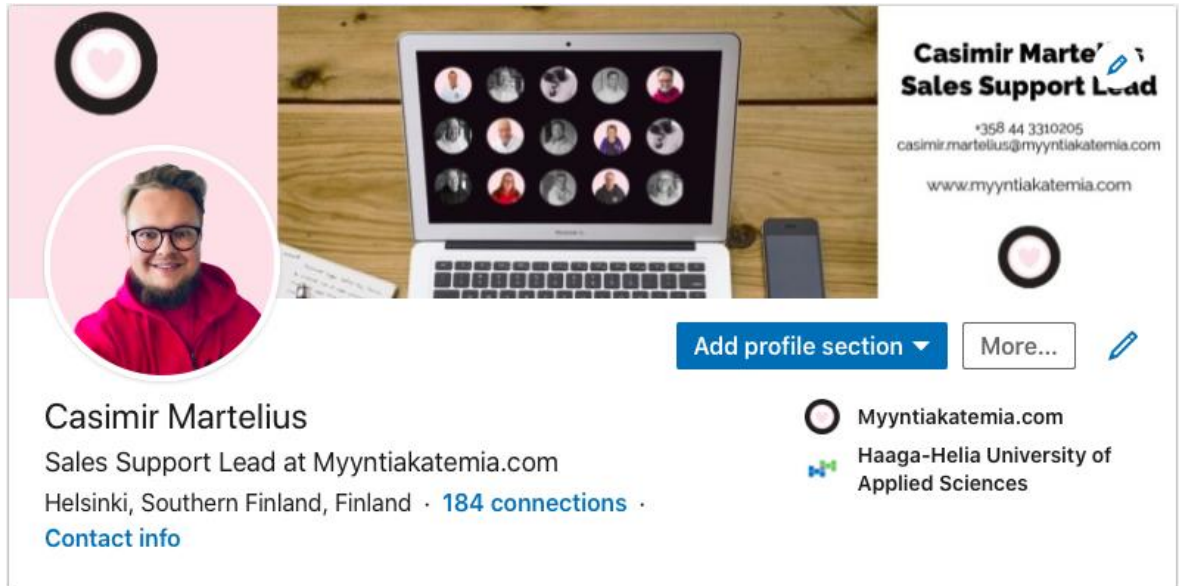 Casimir Marte s
Sales Support Lead
+358 44 3310205
casimir.martelius@myyntiakatemia.com
www.myyntiakatemia.com
Add profile section
More...
Casimir Martelius
Sales Support Lead at Myyntiakatemia.com
Helsinki, Southern Finland, Finland · 184 connections ·
Contact info
Myyntiakatemia.com
Haaga-Helia University of
Applied Sciences